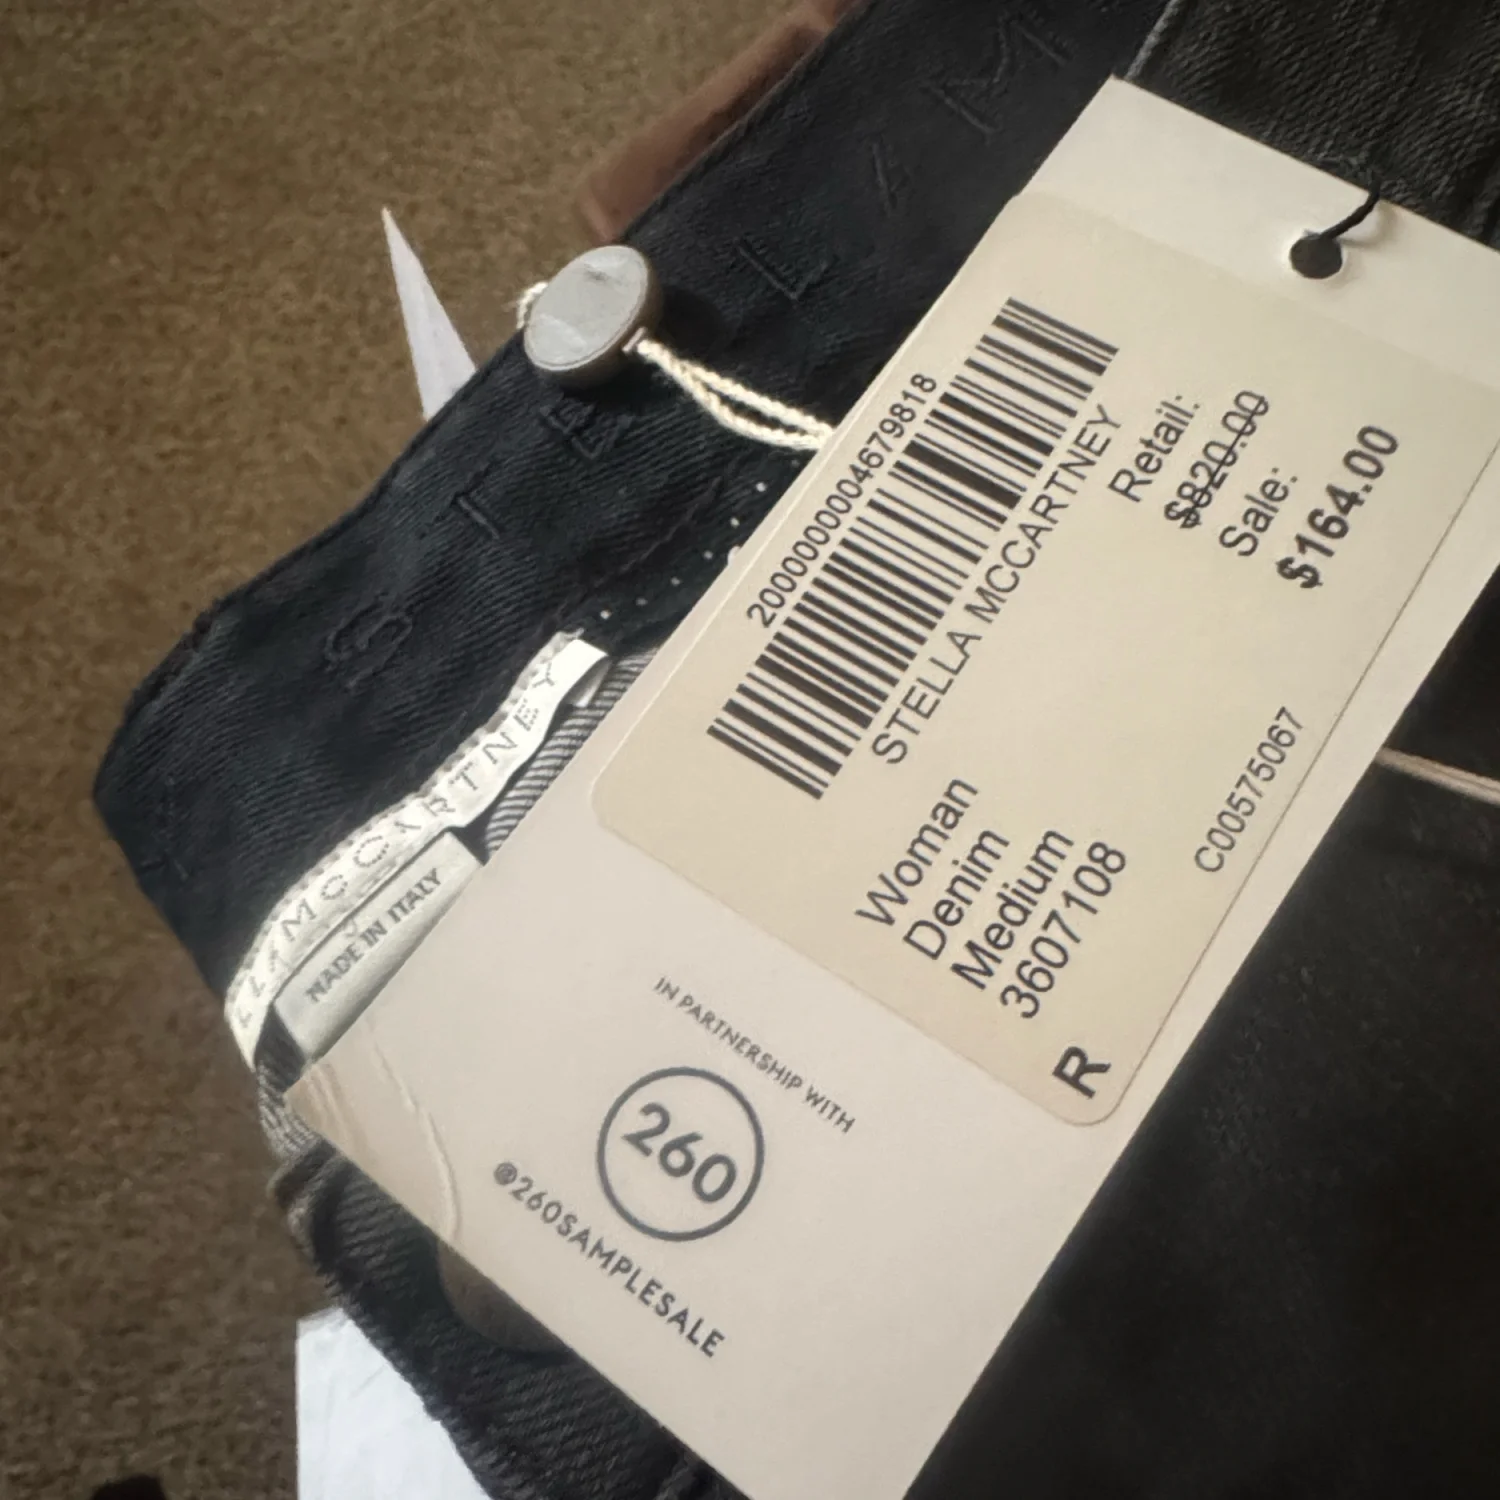 2000000004679818
STELLA MCCARTNEY
Retail:
$820.00
Sale:
$164.00
Woman
Denim
Medium
3607108
C00575067
R
IN PARTNERSHIP WITH
260
@260SAMPLESALE
MCCARTNEY
MADE IN ITALY